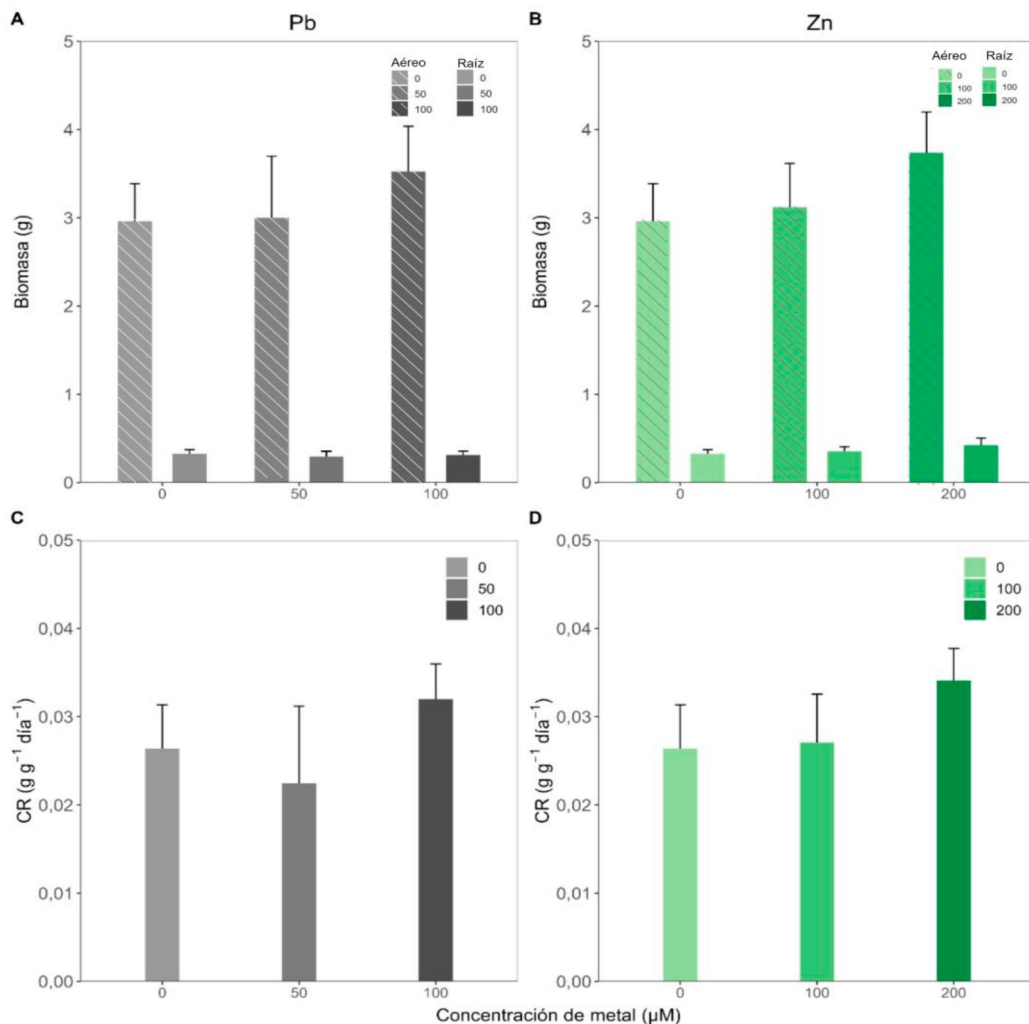 A
Pb
5
4
3
2
1
0
Biomasa (g)
Aéreo Raíz
0 0
50 50
100 100
0 50 100
B
Zn
5
4
3
2
1
0
Biomasa (g)
Aéreo Raíz
0 0
100 100
200 200
0 100 200
C
0,05
0,04
0,03
0,02
0,01
0,00
CR (g g⁻¹ día⁻¹)
0
50
100
0 50 100
D
0,05
0,04
0,03
0,02
0,01
0,00
CR (g g⁻¹ día⁻¹)
0
100
200
0 100 200
Concentración de metal (µM)